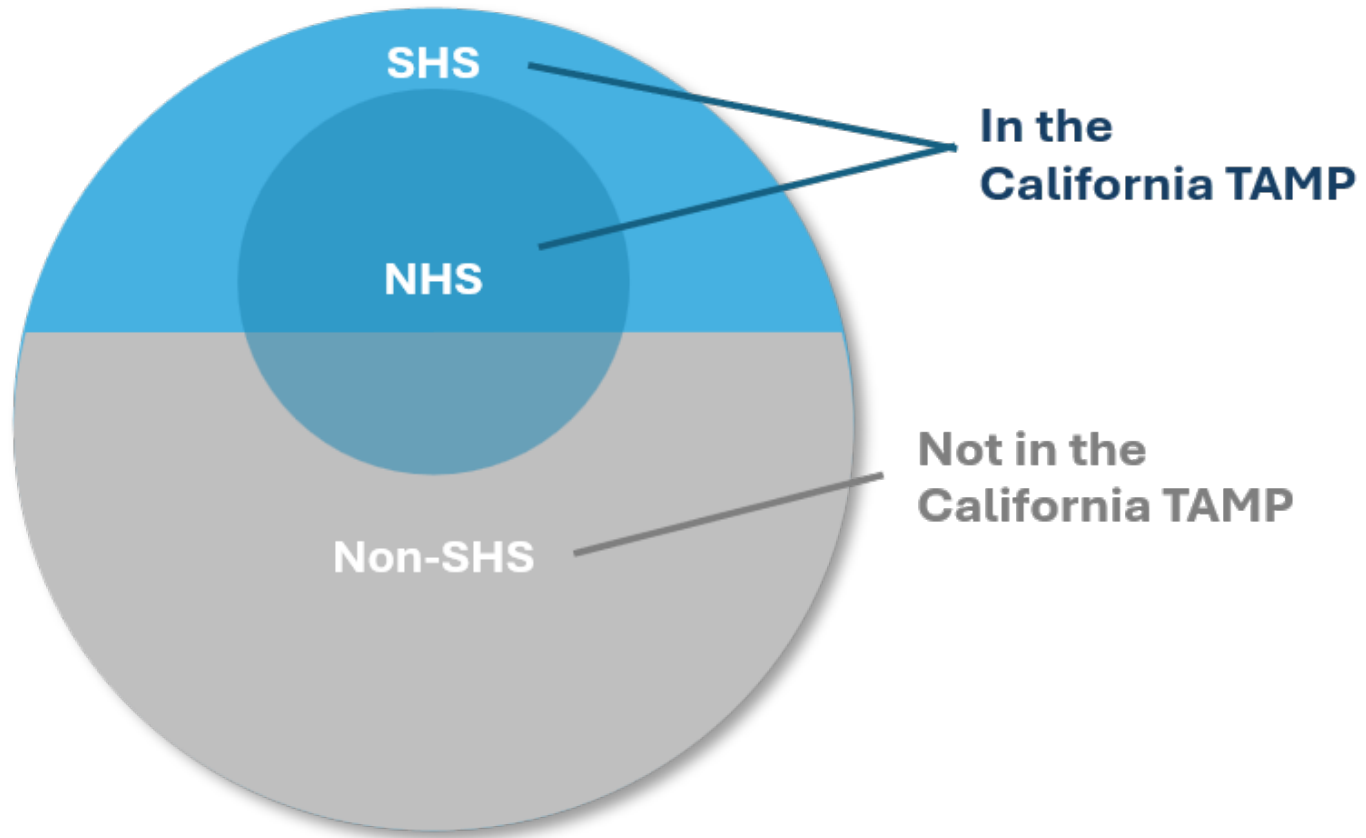 SHS
In the
California TAMP
NHS
Not in the
California TAMP
Non-SHS